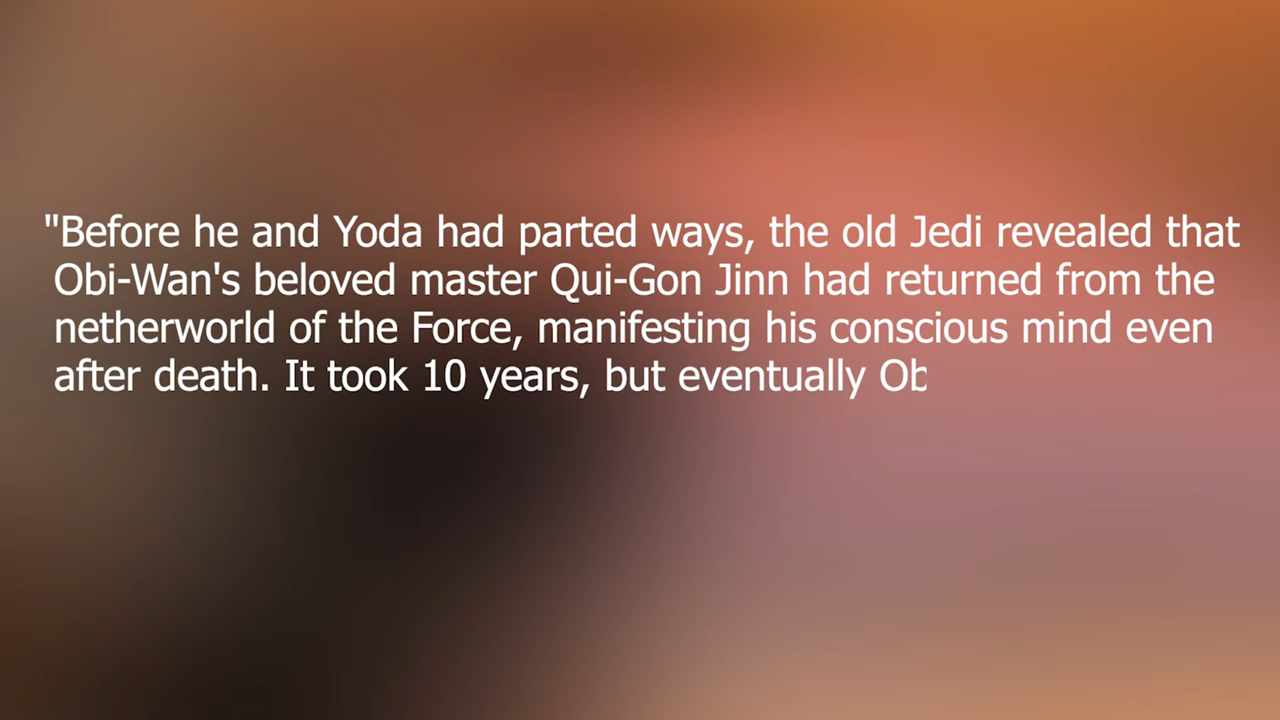 "Before he and Yoda had parted ways, the old Jedi revealed that
Obi-Wan's beloved master Qui-Gon Jinn had returned from the
netherworld of the Force, manifesting his conscious mind even
after death. It took 10 years, but eventually Ob